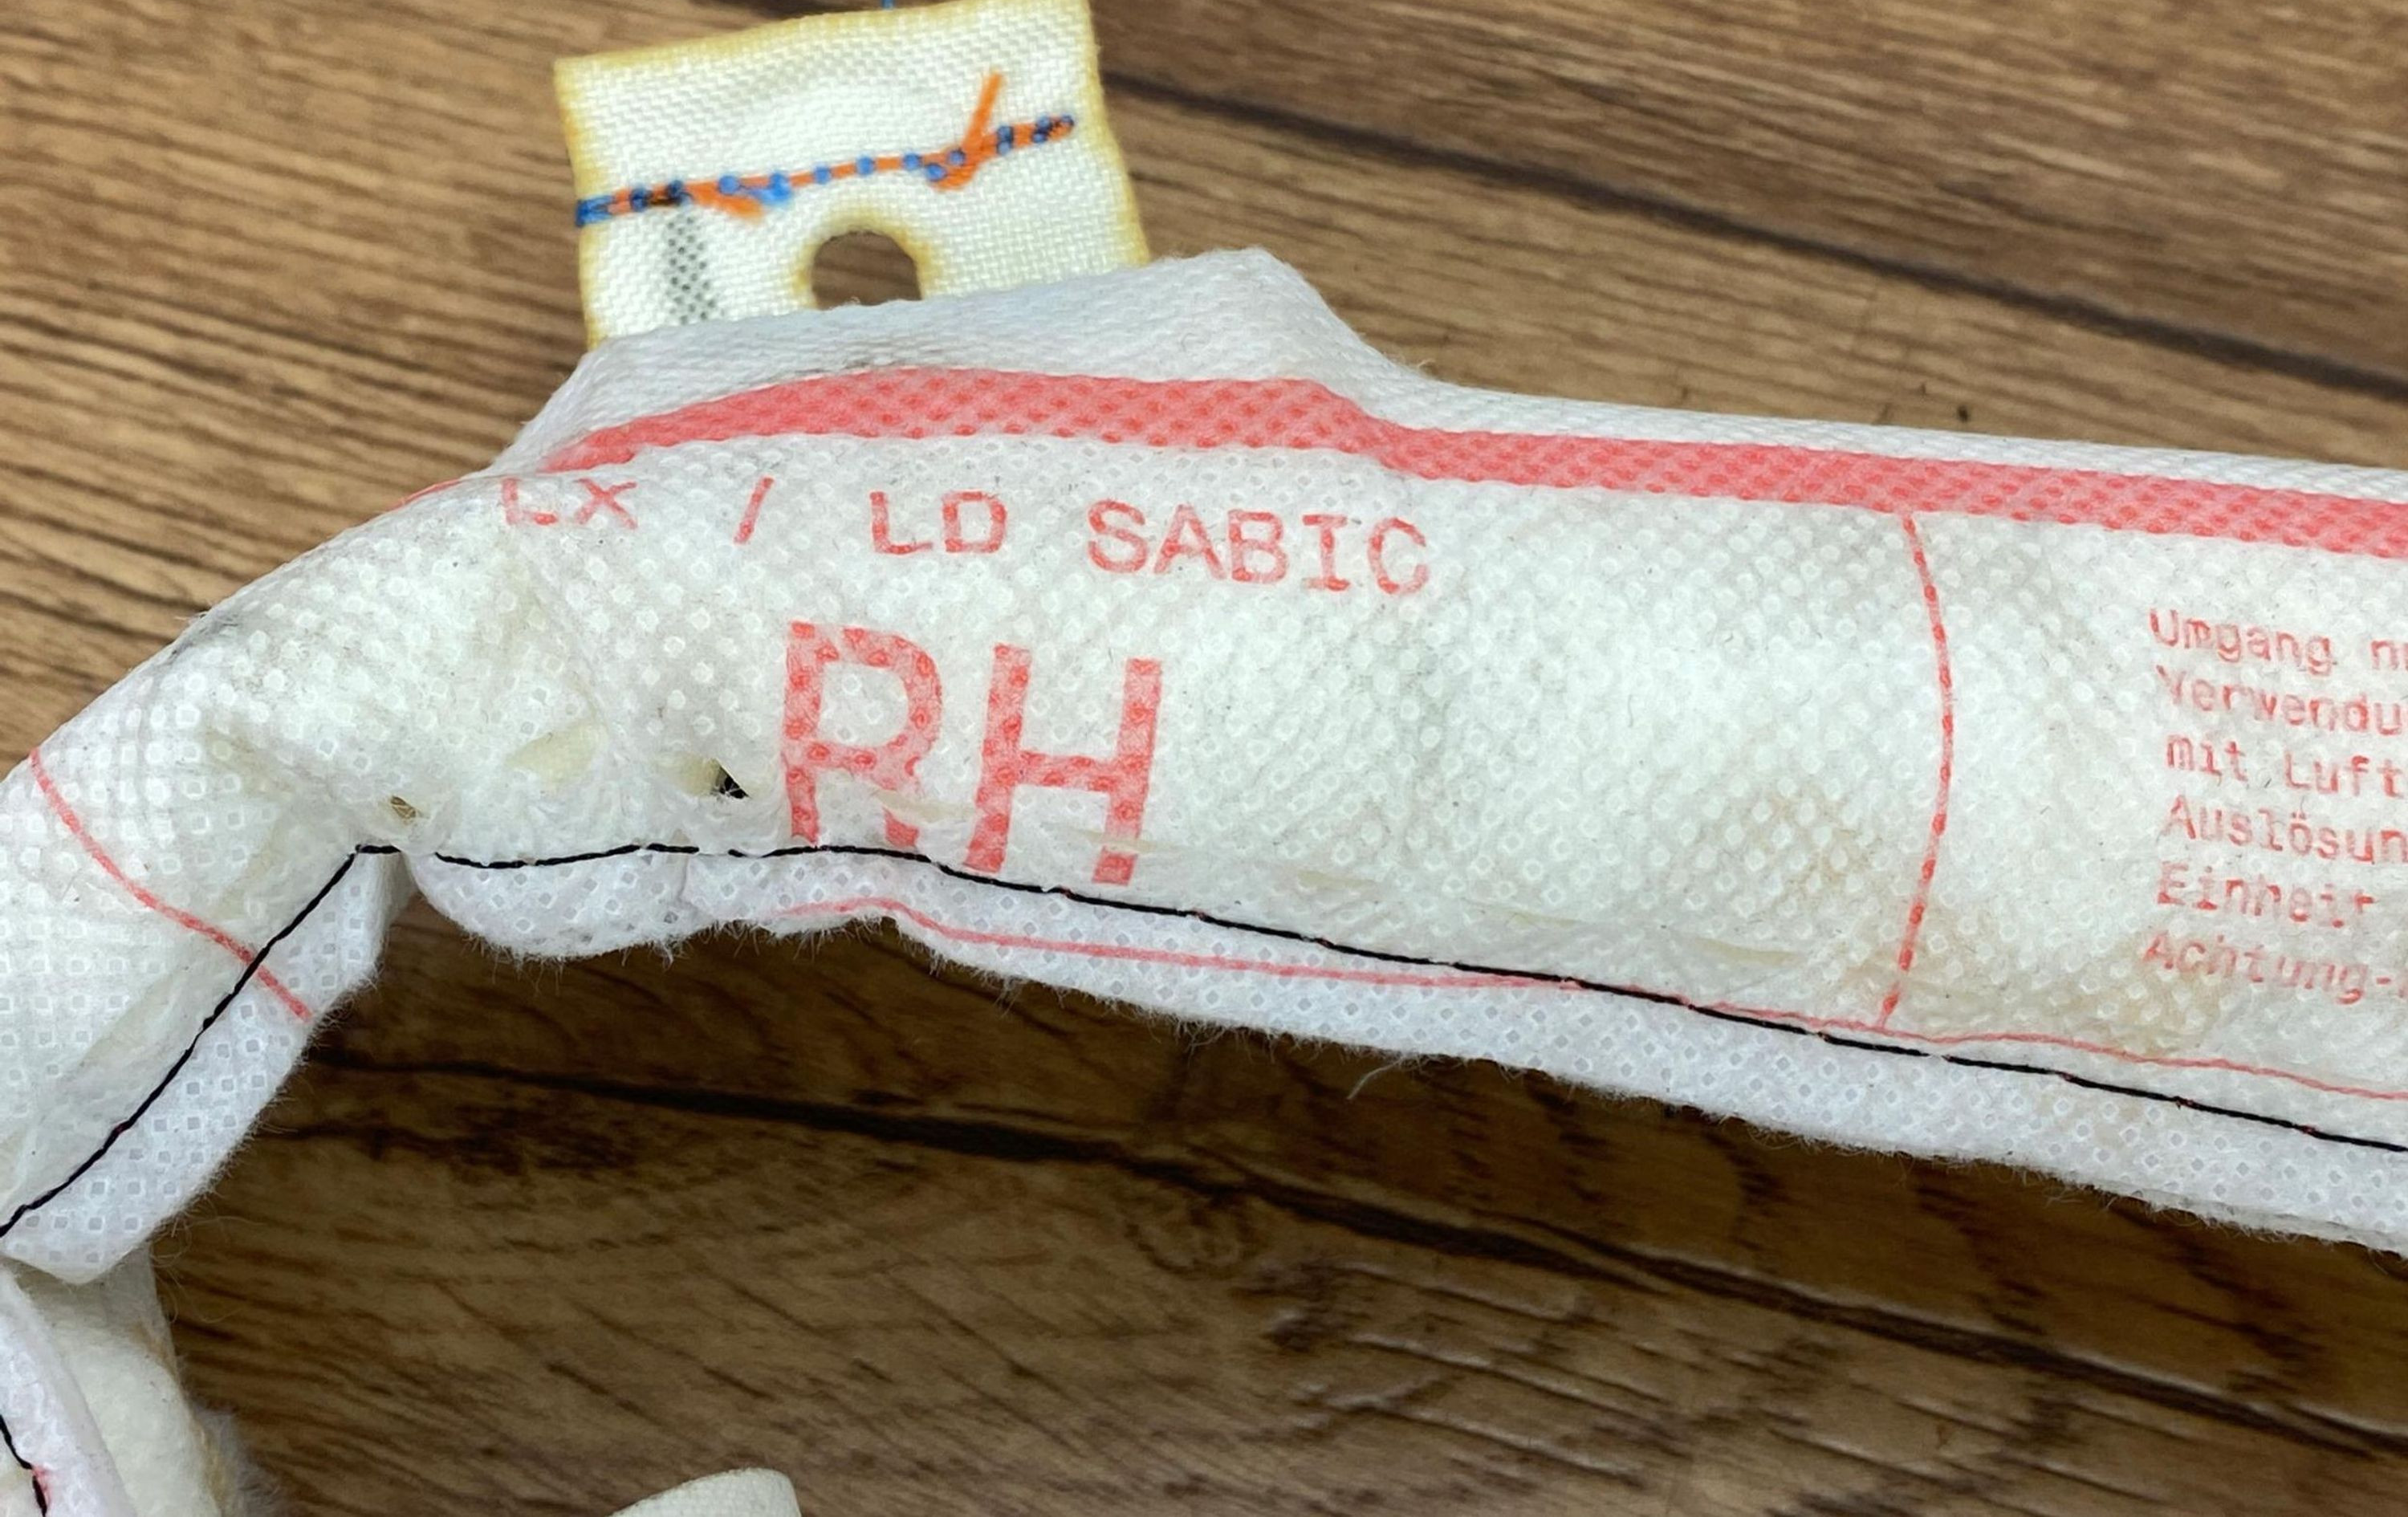 LX / LD SABIC
RH
Umgang
Verwendu
mit Luft
Auslösun
Einheit
Achtung-